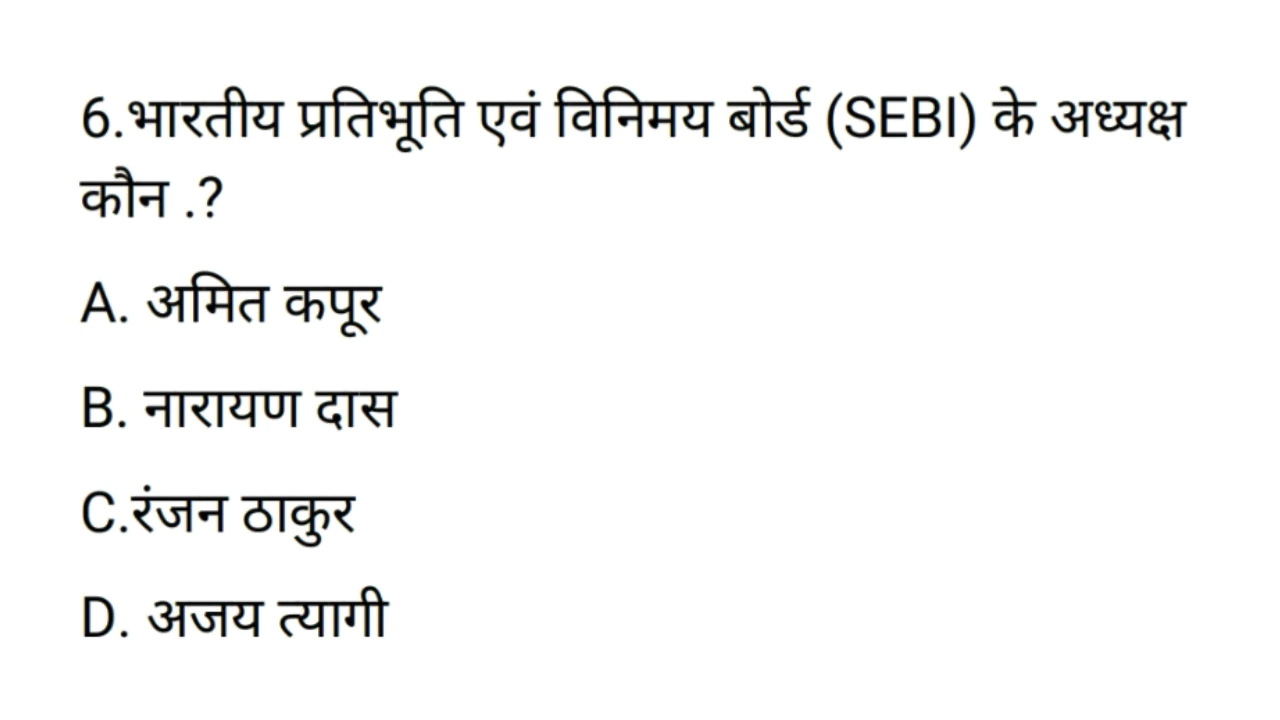 6.भारतीय प्रतिभूति एवं विनिमय बोर्ड (SEBI) के अध्यक्ष
कौन .?
A. अमित कपूर
B. नारायण दास
C.रंजन ठाकुर
D. अजय त्यागी